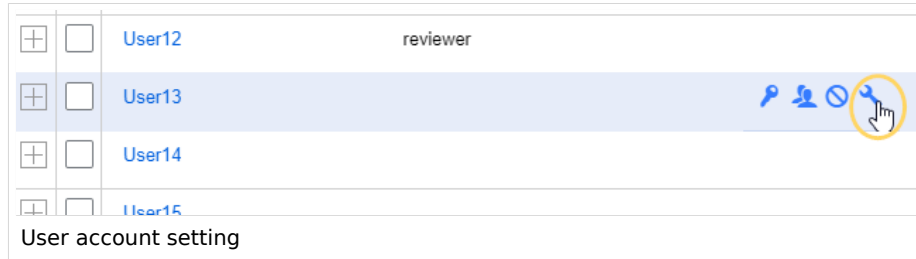 User12 reviewer
User13
User14
User15
User account setting